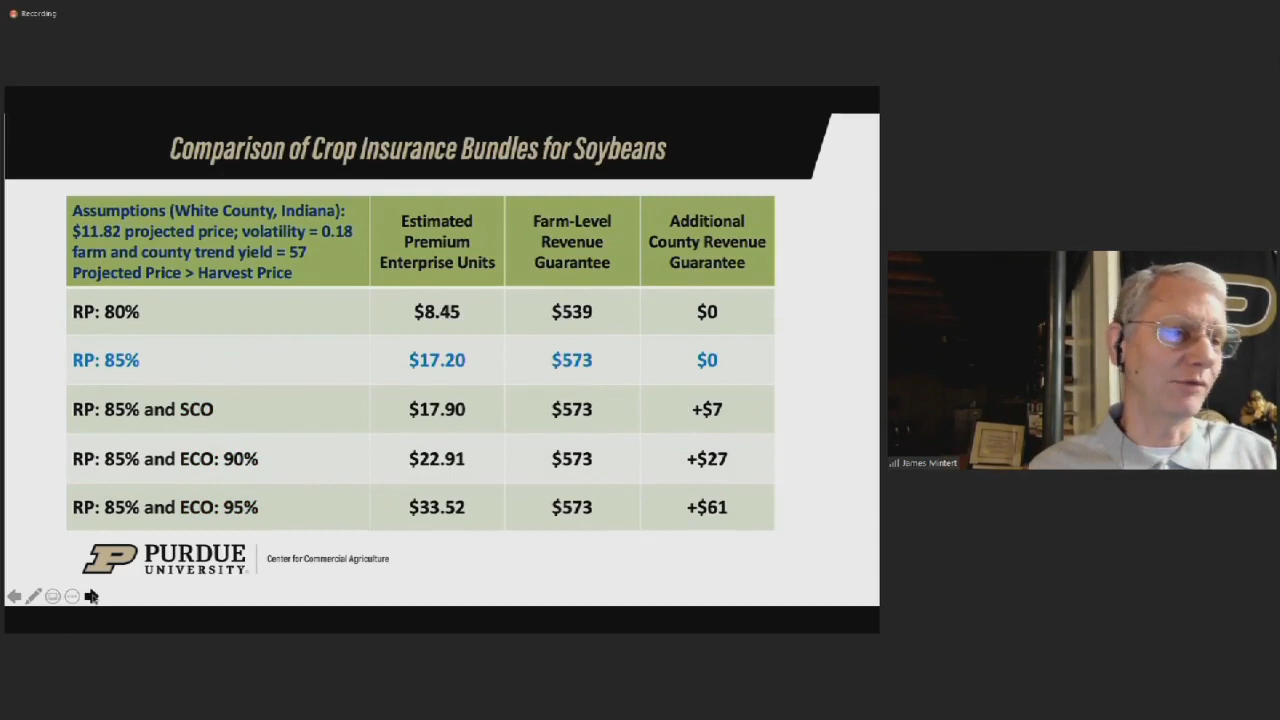 Recording
Comparison of Crop Insurance Bundles for Soybeans
Assumptions (White County, Indiana):
$11.82 projected price; volatility = 0.18
farm and county trend yield = 57
Projected Price > Harvest Price
Estimated
Premium
Enterprise Units
Farm-Level
Revenue
Guarantee
Additional
County Revenue
Guarantee
RP: 80% $8.45 $539 $0
RP: 85% $17.20 $573 $0
RP: 85% and SCO $17.90 $573 +$7
RP: 85% and ECO: 90% $22.91 $573 +$27
RP: 85% and ECO: 95% $33.52 $573 +$61
P PURDUE
UNIVERSITY
Center for Commercial Agriculture
James Mintert